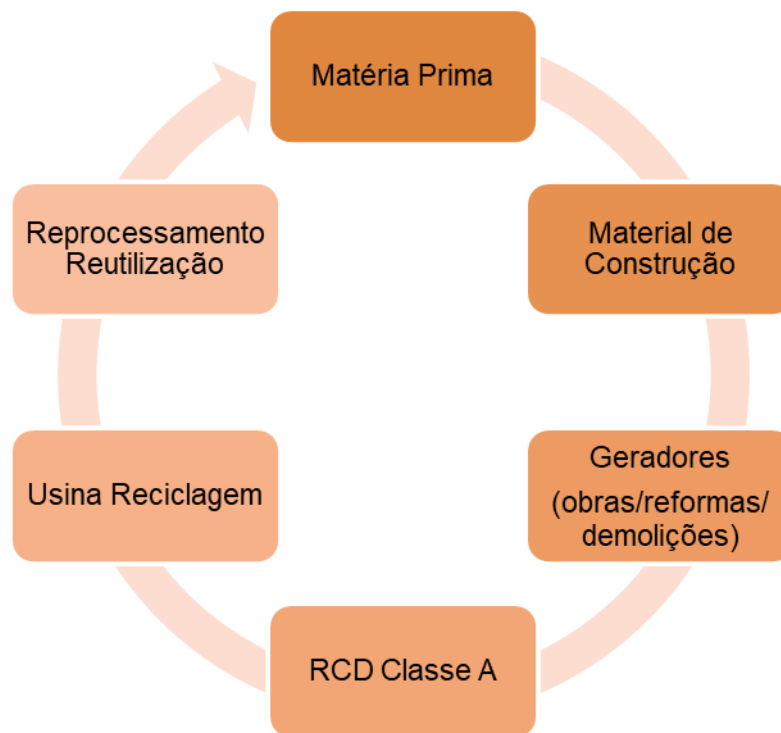 Matéria Prima
Material de
Construção
Geradores
(obras/reformas/
demolições)
RCD Classe A
Usina Reciclagem
Reprocessamento
Reutilização